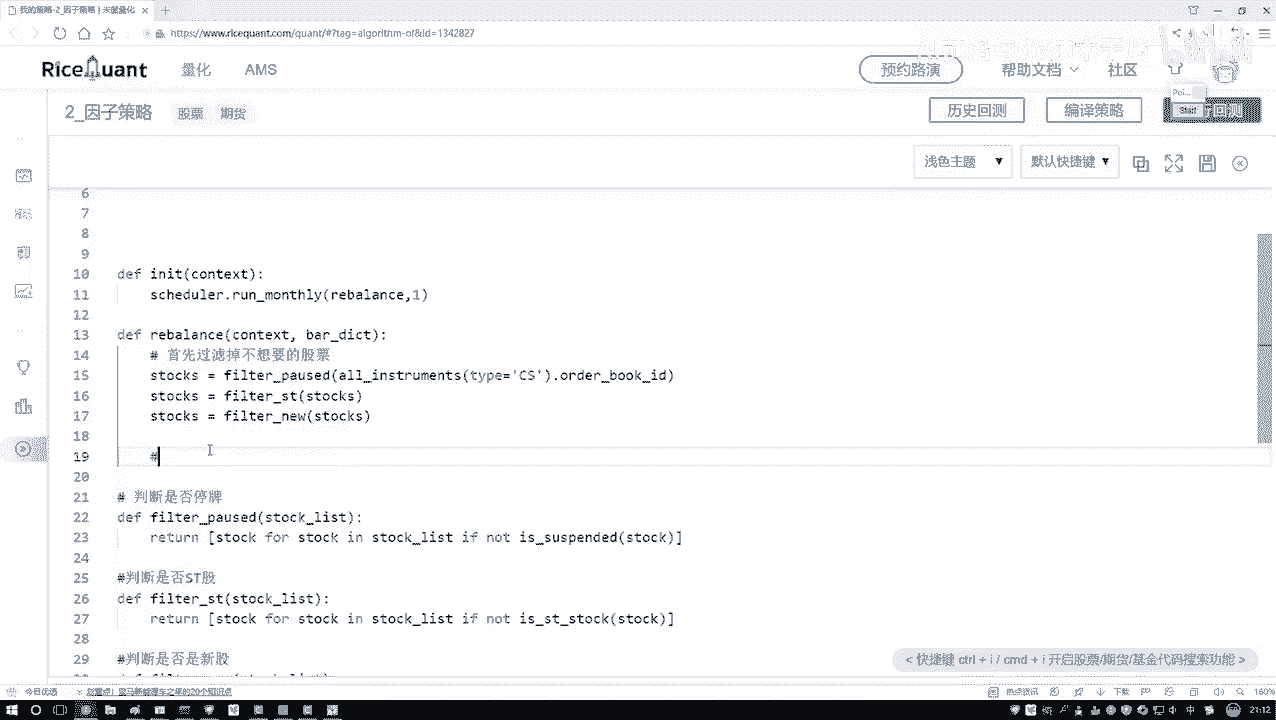 我的策略-2_因子策略 | 米筐量化
https://www.ricequant.com/quant/#?tag=algorithm-of&id=1342827
RiceQuant 量化 AMS 预约路演 帮助文档 社区
2_因子策略 股票 期货 历史回测 编译策略
Start
浅色主题 默认快捷键
6
7
8
9
10 def init(context):
11 scheduler.run_monthly(rebalance,1)
12
13 def rebalance(context, bar_dict):
14 # 首先过滤掉不想要的股票
15 stocks = filter_paused(all_instruments(type='CS').order_book_id)
16 stocks = filter_st(stocks)
17 stocks = filter_new(stocks)
18
19 #
20
21 # 判断是否停牌
22 def filter_paused(stock_list):
23 return [stock for stock in stock_list if not is_suspended(stock)]
24
25 #判断是否ST股
26 def filter_st(stock_list):
27 return [stock for stock in stock_list if not is_st_stock(stock)]
28
29 #判断是否是新股
< 快捷键 ctrl + i / cmd + i 开启股票/期货/基金代码搜索功能 >
今日优选 热点资讯 下载 160%
中 21:12